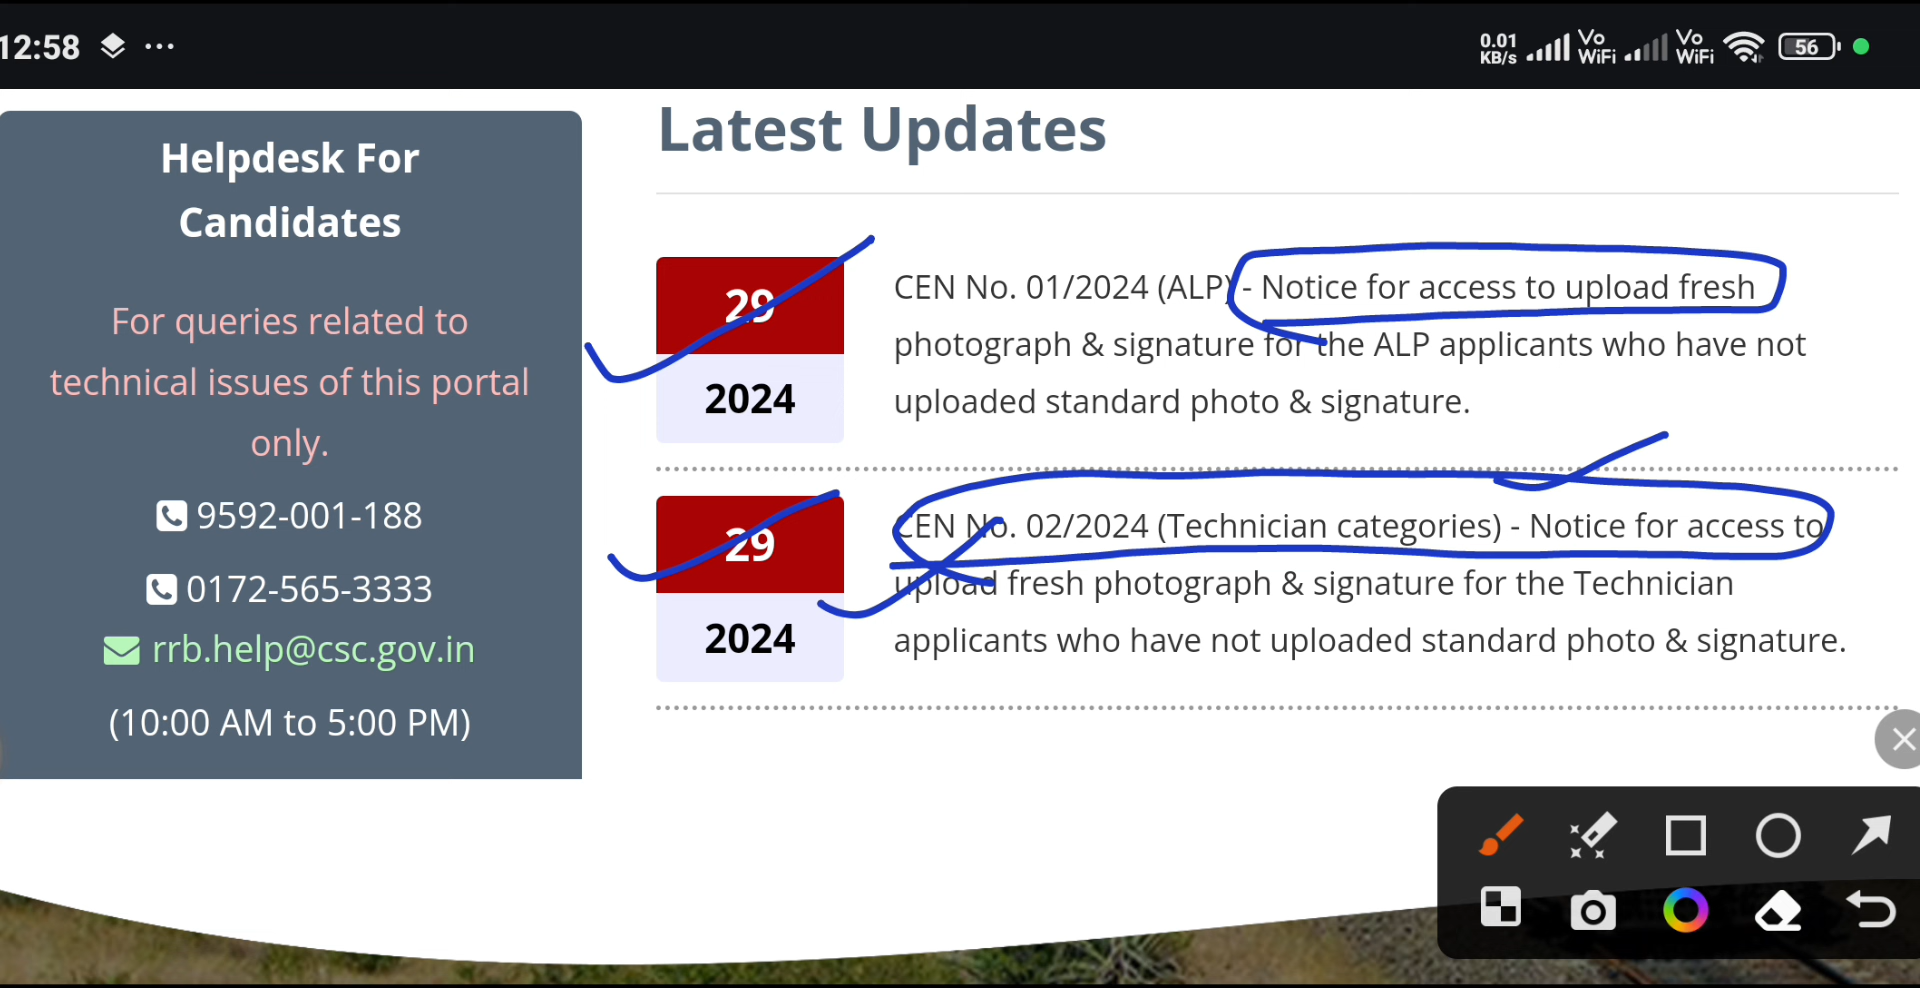 12:58
0.01
KB/s
Vo
WiFi
Vo
WiFi
56
Helpdesk For
Candidates
For queries related to
technical issues of this portal
only.
9592-001-188
0172-565-3333
rrb.help@csc.gov.in
(10:00 AM to 5:00 PM)
Latest Updates
29
2024
CEN No. 01/2024 (ALP) - Notice for access to upload fresh
photograph & signature for the ALP applicants who have not
uploaded standard photo & signature.
29
2024
CEN No. 02/2024 (Technician categories) - Notice for access to
upload fresh photograph & signature for the Technician
applicants who have not uploaded standard photo & signature.